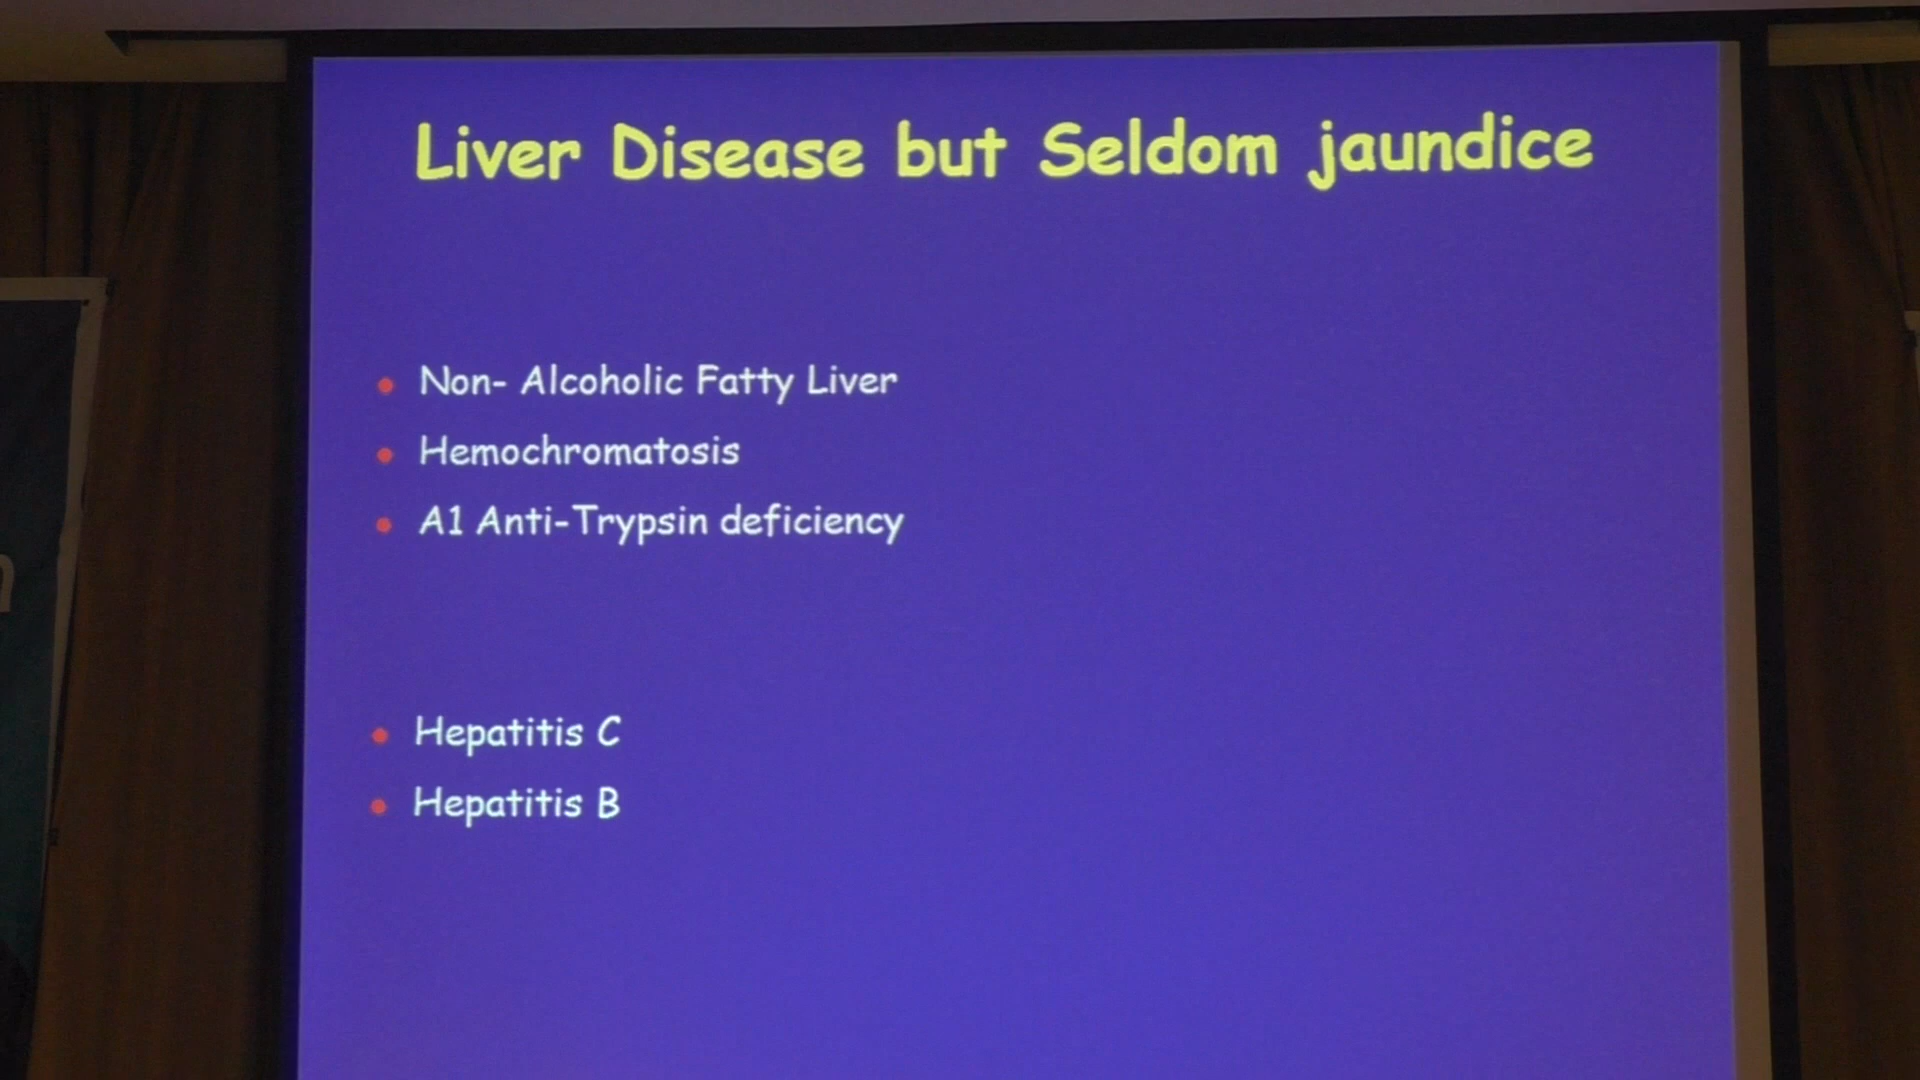 Liver Disease but Seldom jaundice
Non- Alcoholic Fatty Liver
Hemochromatosis
A1 Anti-Trypsin deficiency
Hepatitis C
Hepatitis B